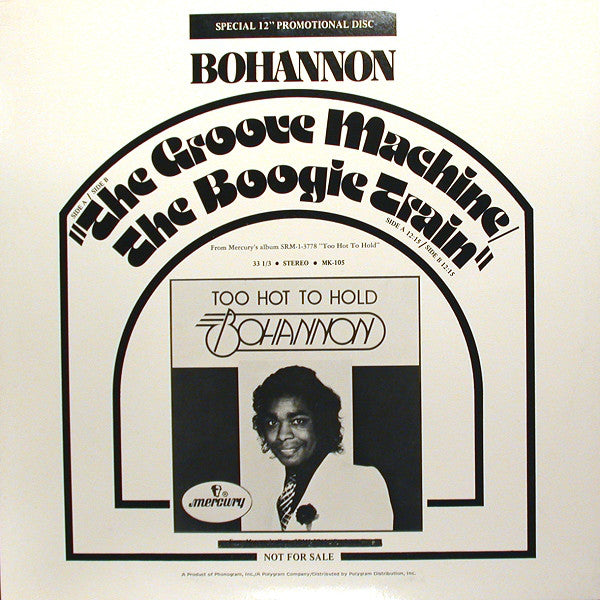 SPECIAL 12" PROMOTIONAL DISC
BOHANNON
SIDE A / SIDE B
"The Groove Machine/
The Boogie Train"
SIDE A 12:15 / SIDE B 12:15
From Mercury's album SRM-1-3778 "Too Hot To Hold"
33 1/3 • STEREO • MK-105
TOO HOT TO HOLD
BOHANNON
mercury
NOT FOR SALE
A Product of Phonogram, Inc./A Polygram Company/Distributed by Polygram Distribution, Inc.